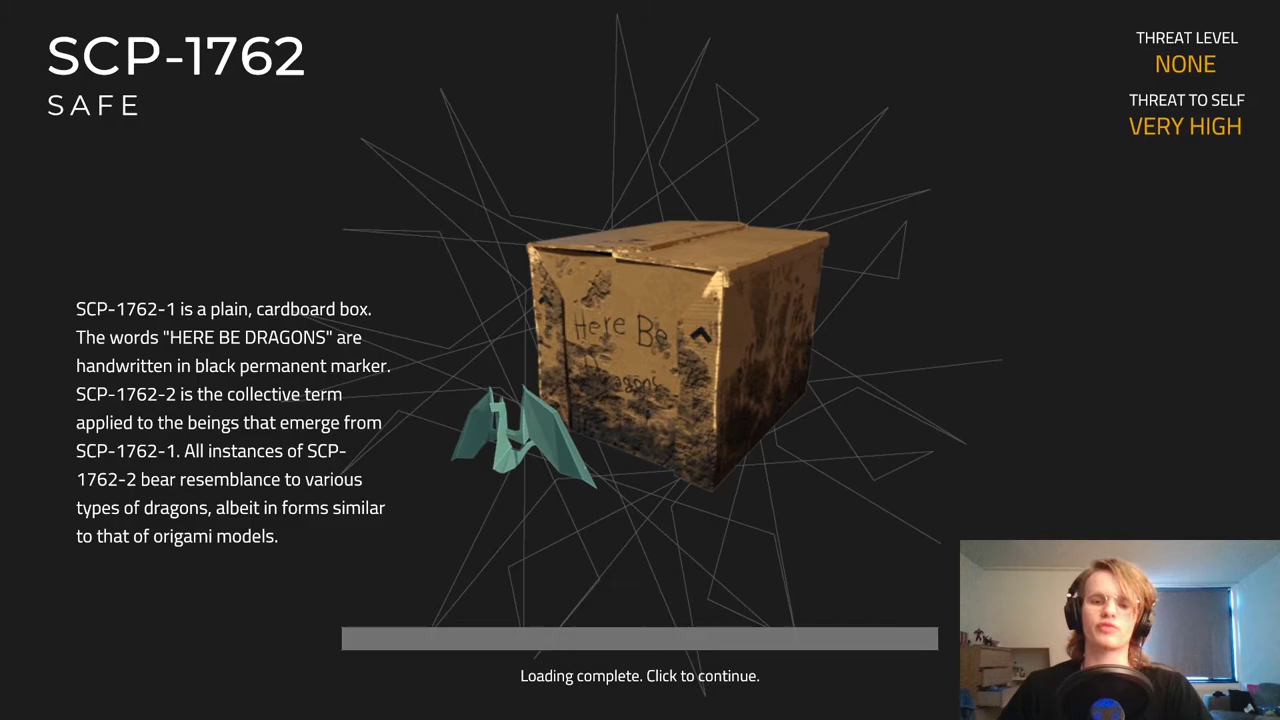 SCP-1762
SAFE
THREAT LEVEL
NONE
THREAT TO SELF
VERY HIGH
SCP-1762-1 is a plain, cardboard box.
The words "HERE BE DRAGONS" are
handwritten in black permanent marker.
SCP-1762-2 is the collective term
applied to the beings that emerge from
SCP-1762-1. All instances of SCP-
1762-2 bear resemblance to various
types of dragons, albeit in forms similar
to that of origami models.
Here Be
Dragons
Loading complete. Click to continue.